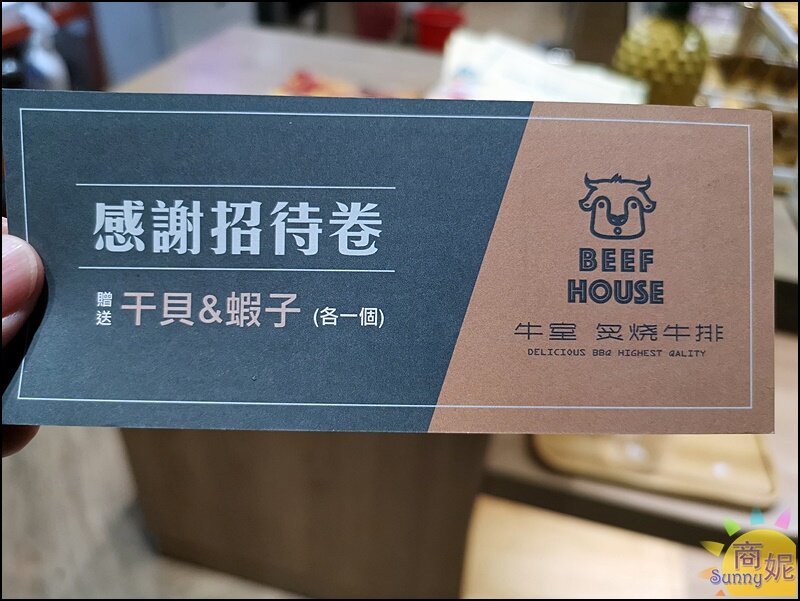 感謝招待卷
贈送 干貝&蝦子 (各一個)
BEEF
HOUSE
牛室 炙燒牛排
DELICIOUS BBQ HIGHEST QALITY
商妮
Sunny